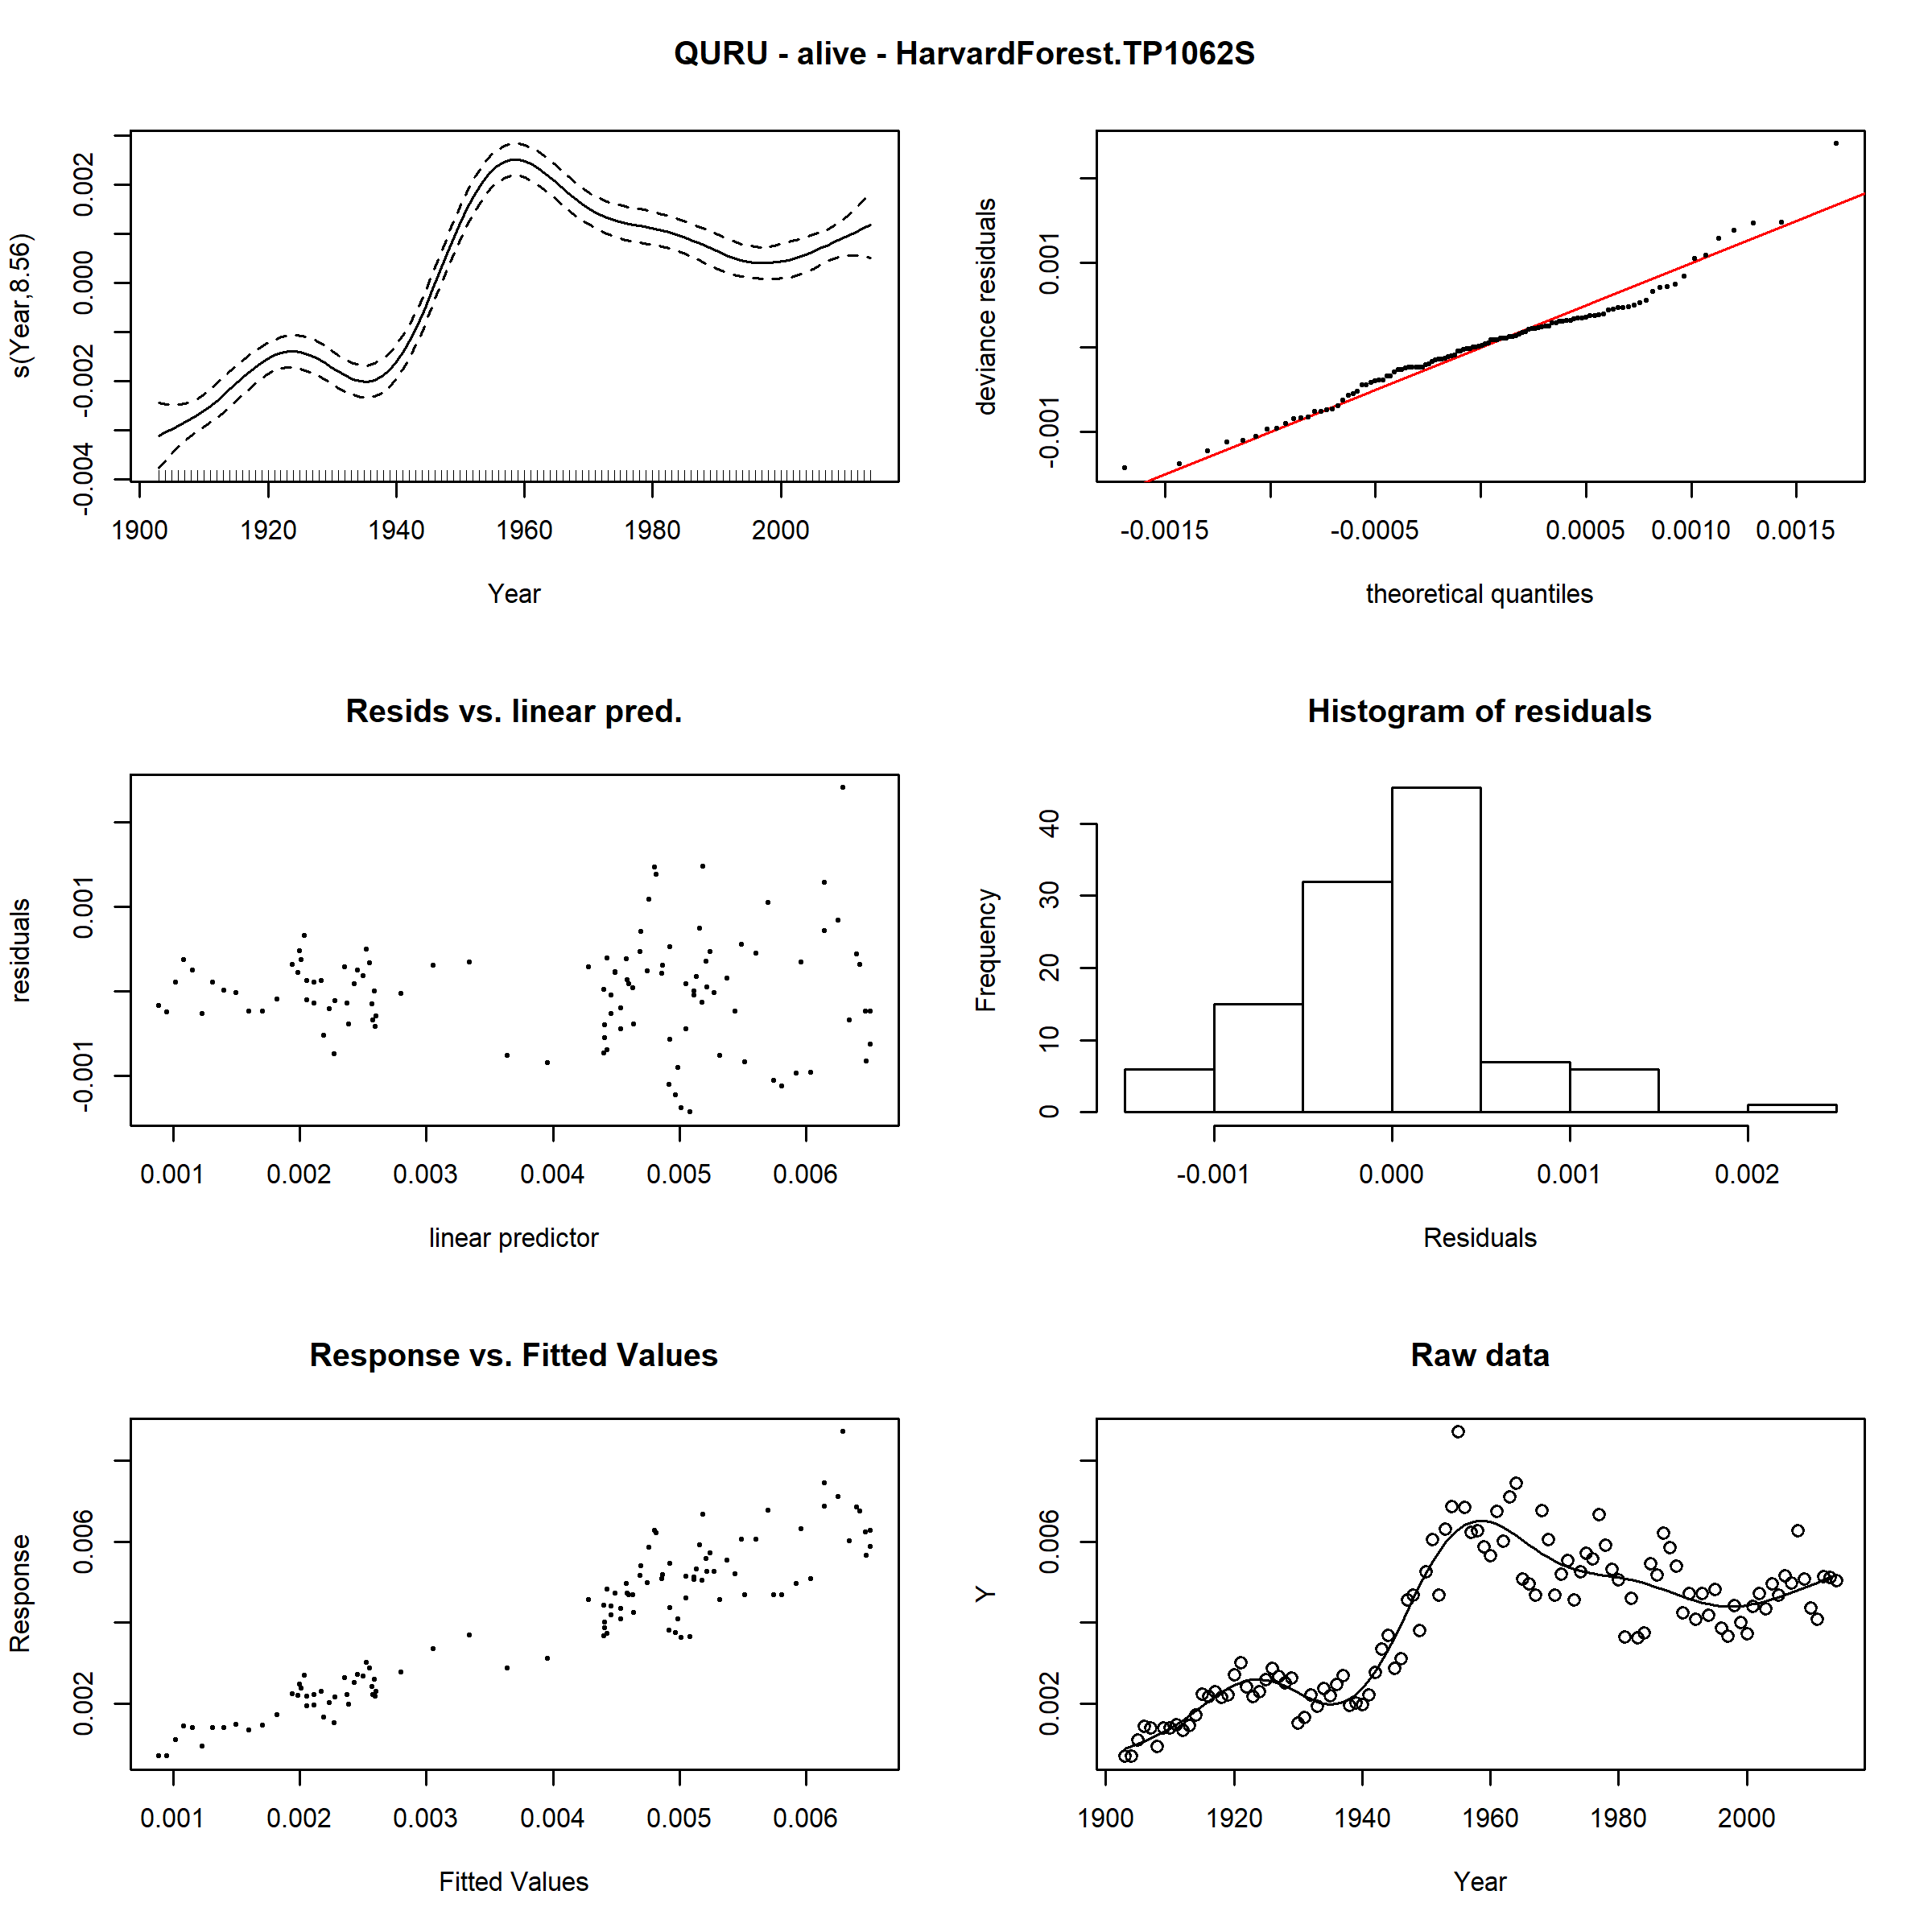 QURU - alive - HarvardForest.TP1062S
s(Year,8.56)
-0.004 -0.002 0.000 0.002
1900 1920 1940 1960 1980 2000
Year
deviance residuals
-0.001 0.001
-0.0015 -0.0005 0.0005 0.0010 0.0015
theoretical quantiles
Resids vs. linear pred.
residuals
-0.001 0.001
0.001 0.002 0.003 0.004 0.005 0.006
linear predictor
Histogram of residuals
Frequency
0 10 20 30 40
-0.001 0.000 0.001 0.002
Residuals
Response vs. Fitted Values
Response
0.002 0.006
0.001 0.002 0.003 0.004 0.005 0.006
Fitted Values
Raw data
Y
0.002 0.006
1900 1920 1940 1960 1980 2000
Year